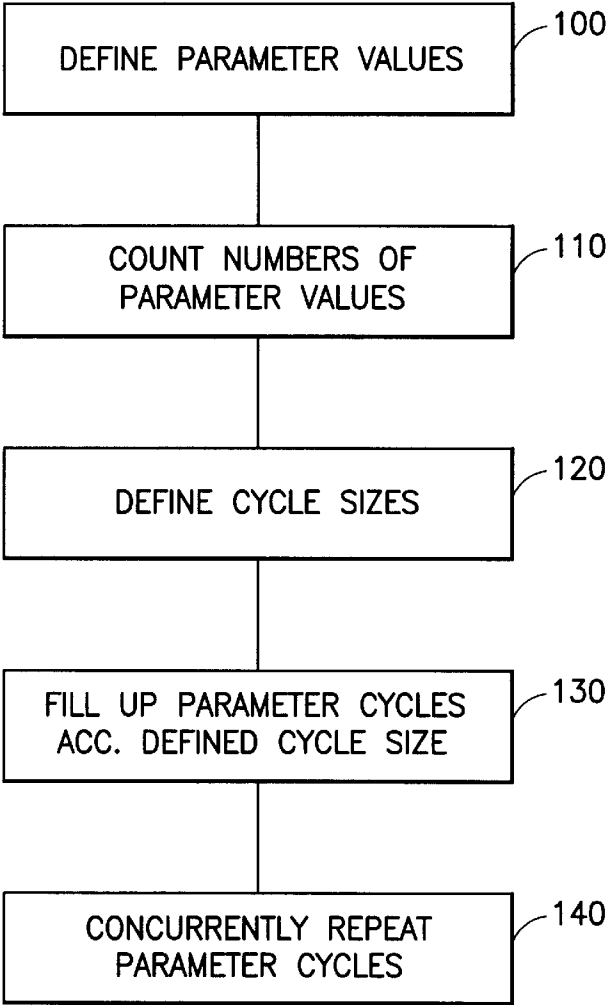 DEFINE PARAMETER VALUES
100
COUNT NUMBERS OF
PARAMETER VALUES
110
DEFINE CYCLE SIZES
120
FILL UP PARAMETER CYCLES
ACC. DEFINED CYCLE SIZE
130
CONCURRENTLY REPEAT
PARAMETER CYCLES
140